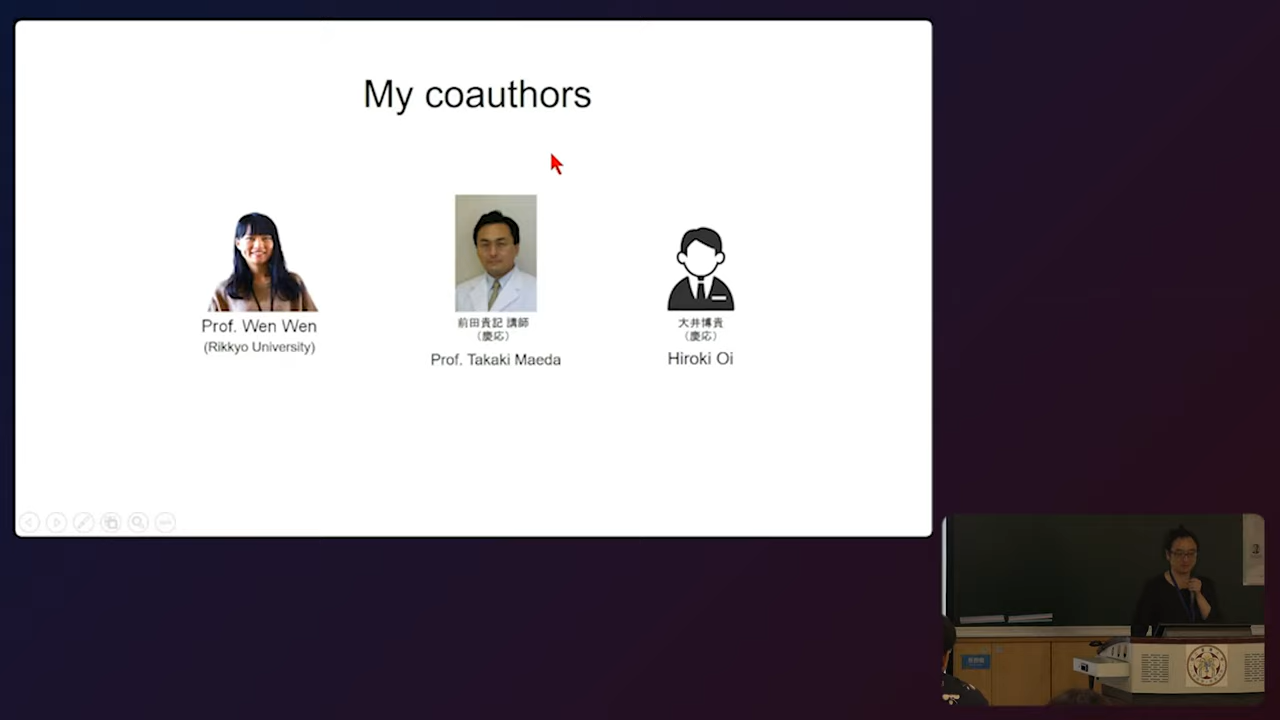 My coauthors
Prof. Wen Wen
(Rikkyo University)
前田貴記 講師
（慶応）
Prof. Takaki Maeda
大井博貴
（慶応）
Hiroki Oi